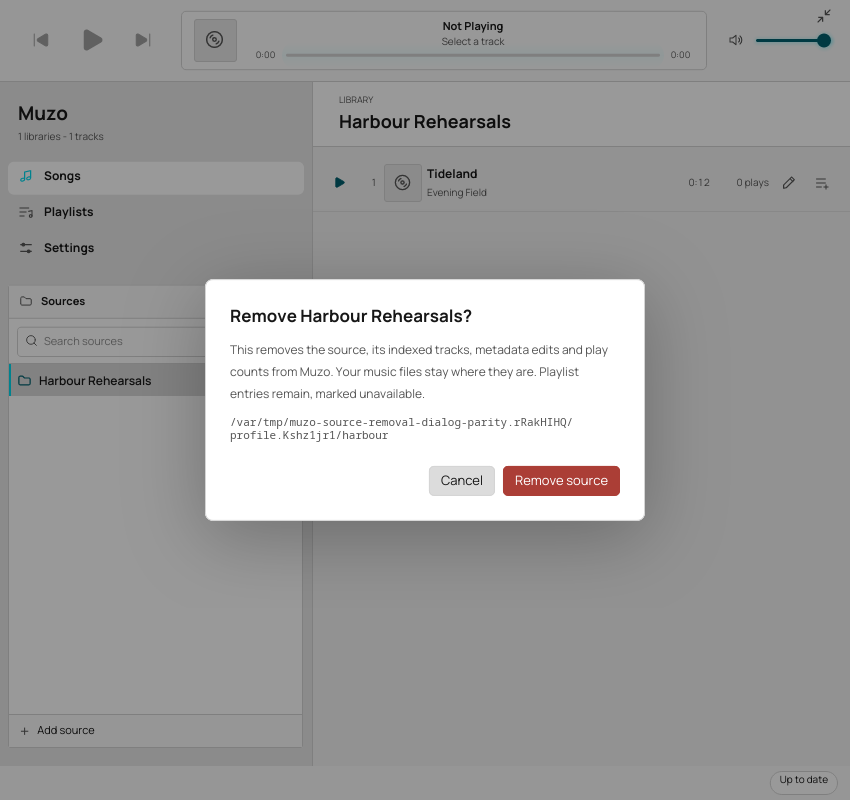 Not Playing
Select a track
0:00
0:00
Muzo
1 libraries - 1 tracks
Songs
Playlists
Settings
Sources
Search sources
Harbour Rehearsals
Add source
LIBRARY
Harbour Rehearsals
1
Tideland
Evening Field
0:12
0 plays
Remove Harbour Rehearsals?
This removes the source, its indexed tracks, metadata edits and play
counts from Muzo. Your music files stay where they are. Playlist
entries remain, marked unavailable.
/var/tmp/muzo-source-removal-dialog-parity.rRakHIHQ/
profile.Kshz1jr1/harbour
Cancel
Remove source
Up to date